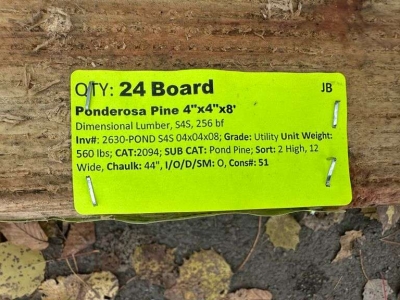 QTY: 24 Board JB
Ponderosa Pine 4"x4"x8'
Dimensional Lumber, S4S, 256 bf
Inv#: 2630-POND S4S 04x04x08; Grade: Utility Unit Weight:
560 lbs; CAT:2094; SUB CAT: Pond Pine; Sort: 2 High, 12
Wide, Chaulk: 44", I/O/D/SM: O, Cons#: 51